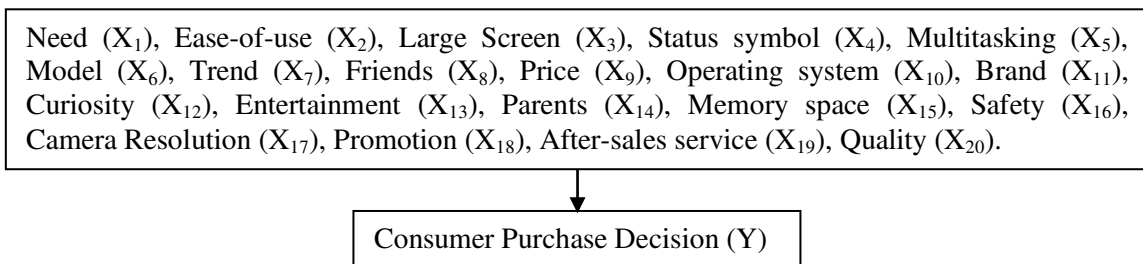 Need (X₁), Ease-of-use (X₂), Large Screen (X₃), Status symbol (X₄), Multitasking (X₅),
Model (X₆), Trend (X₇), Friends (X₈), Price (X₉), Operating system (X₁₀), Brand (X₁₁),
Curiosity (X₁₂), Entertainment (X₁₃), Parents (X₁₄), Memory space (X₁₅), Safety (X₁₆),
Camera Resolution (X₁₇), Promotion (X₁₈), After-sales service (X₁₉), Quality (X₂₀).
Consumer Purchase Decision (Y)